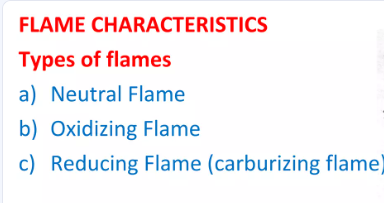 FLAME CHARACTERISTICS
Types of flames
a) Neutral Flame
b) Oxidizing Flame
c) Reducing Flame (carburizing flame)